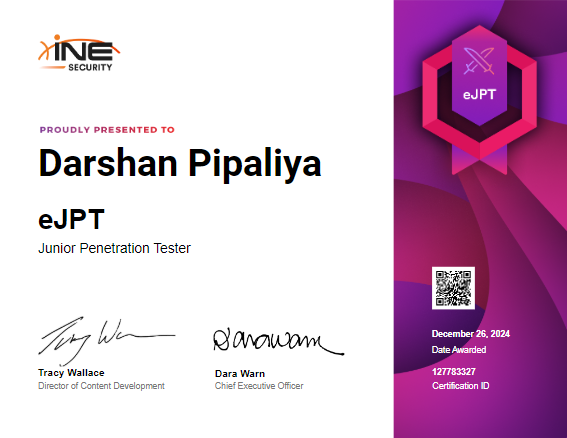 INE
SECURITY
PROUDLY PRESENTED TO
Darshan Pipaliya
eJPT
Junior Penetration Tester
Tracy Wallace
Director of Content Development
Dara Warn
Chief Executive Officer
eJPT
December 26, 2024
Date Awarded
127783327
Certification ID